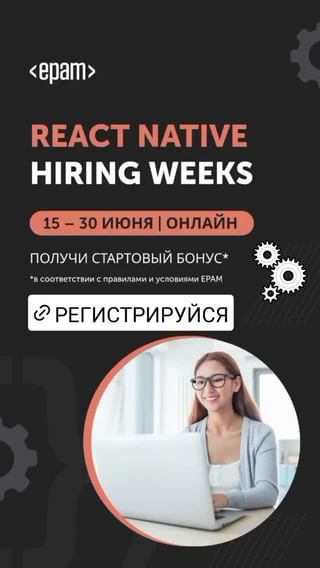 <epam>
REACT NATIVE
HIRING WEEKS
15 – 30 ИЮНЯ | ОНЛАЙН
ПОЛУЧИ СТАРТОВЫЙ БОНУС*
*в соответствии с правилами и условиями EPAM
РЕГИСТРИРУЙСЯ